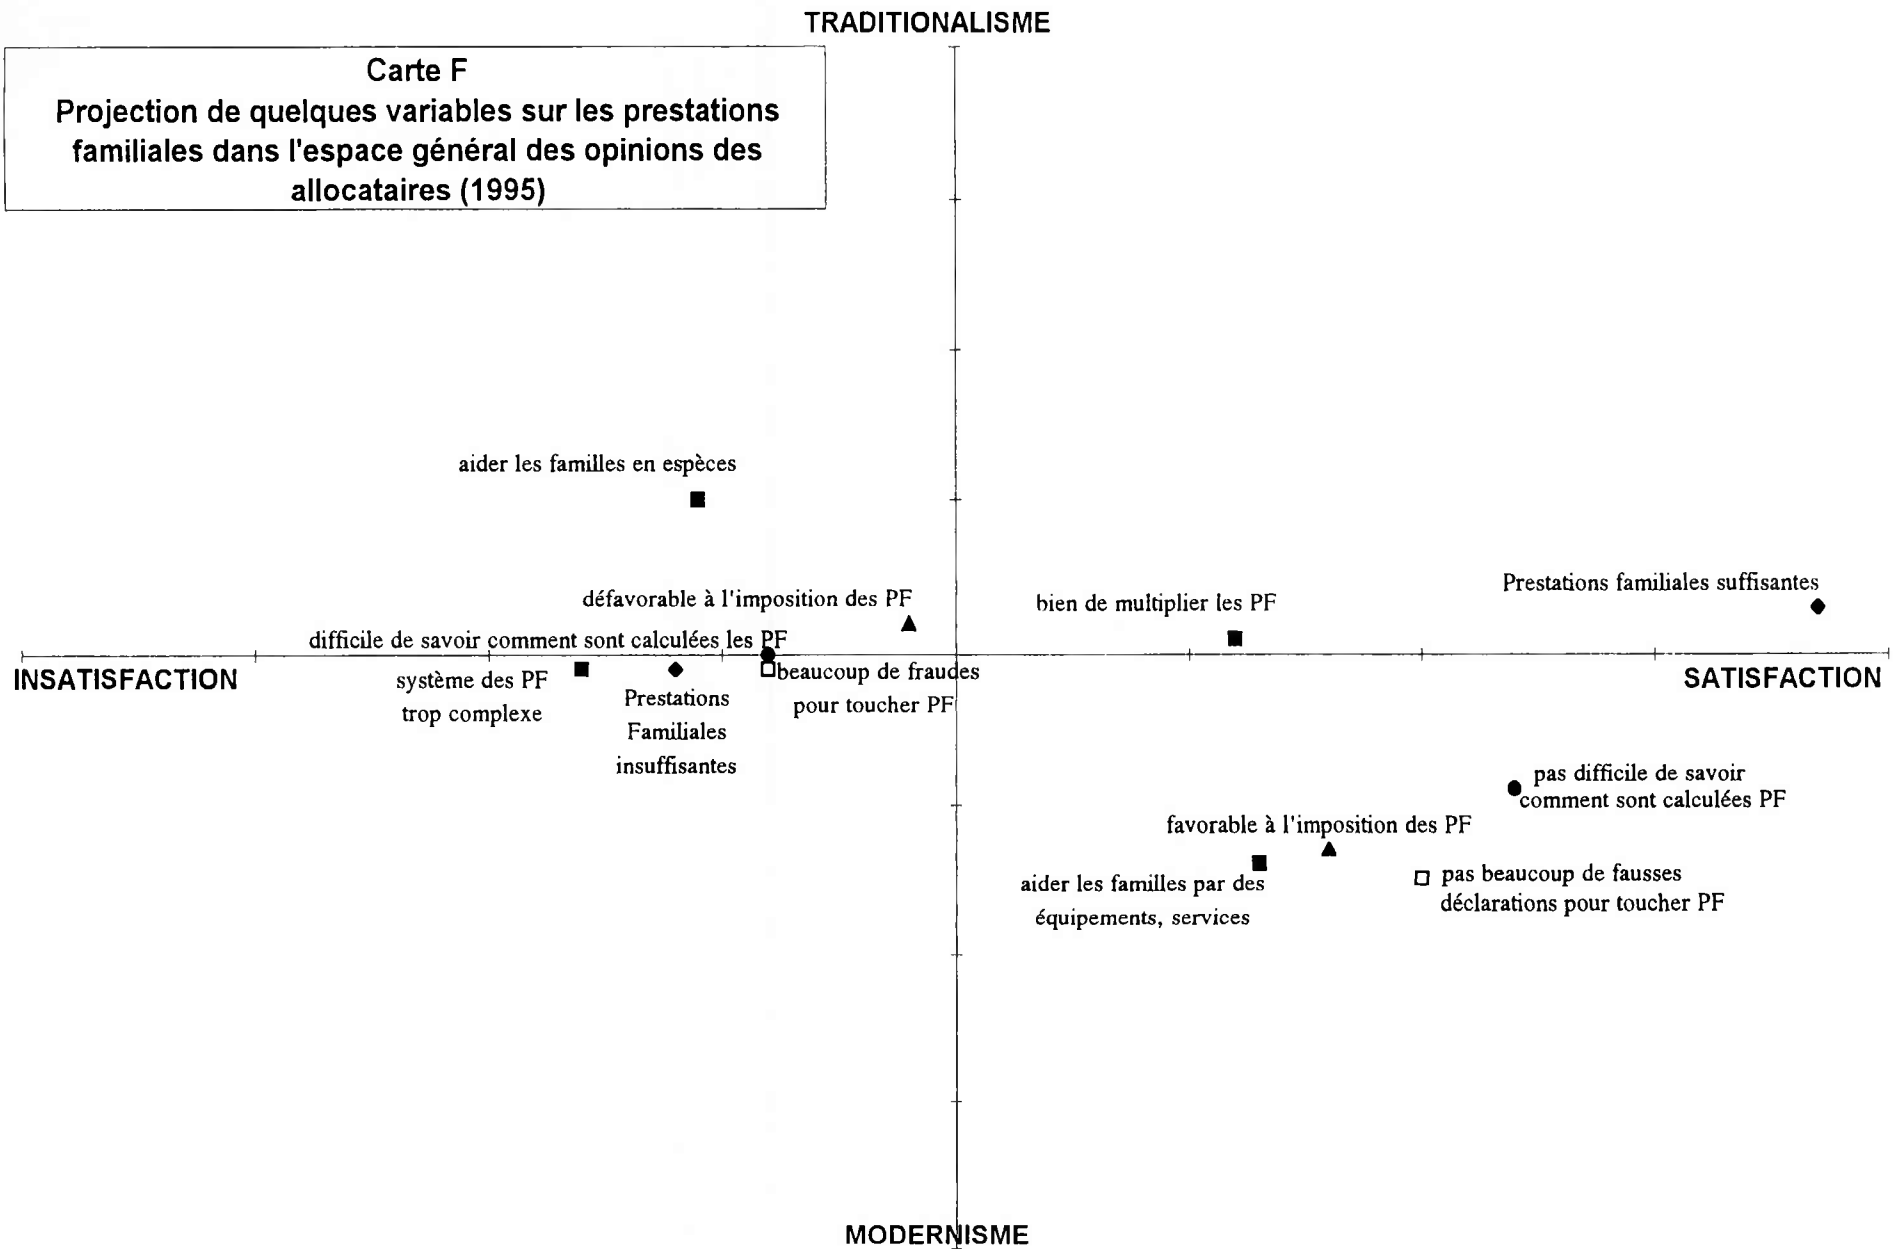 TRADITIONALISME
Carte F
Projection de quelques variables sur les prestations
familiales dans l'espace général des opinions des
allocataires (1995)
aider les familles en espèces
défavorable à l'imposition des PF
bien de multiplier les PF
Prestations familiales suffisantes
difficile de savoir comment sont calculées les PF
INSATISFACTION
SATISFACTION
système des PF
trop complexe
Prestations
Familiales
insuffisantes
beaucoup de fraudes
pour toucher PF
pas difficile de savoir
comment sont calculées PF
favorable à l'imposition des PF
aider les familles par des
équipements, services
pas beaucoup de fausses
déclarations pour toucher PF
MODERNISME